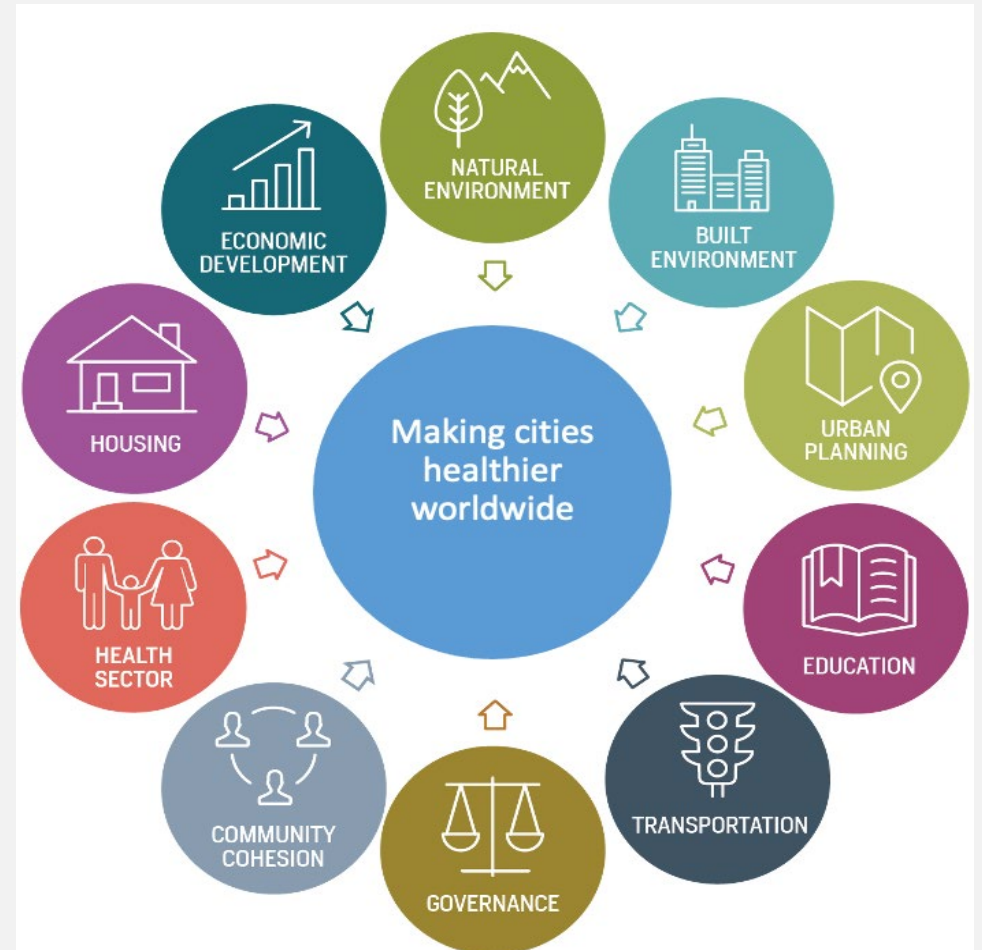 NATURAL
ENVIRONMENT
BUILT
ENVIRONMENT
URBAN
PLANNING
EDUCATION
TRANSPORTATION
GOVERNANCE
COMMUNITY
COHESION
HEALTH
SECTOR
HOUSING
ECONOMIC
DEVELOPMENT
Making cities
healthier
worldwide